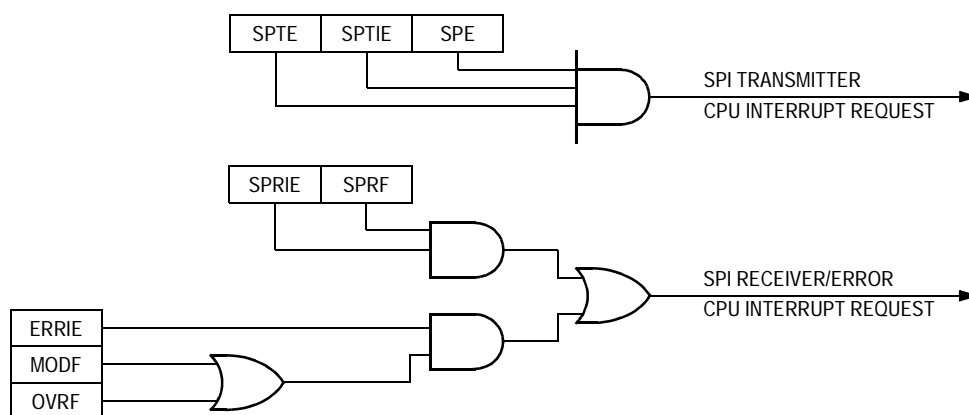 SPTE SPTIE SPE
SPI TRANSMITTER
CPU INTERRUPT REQUEST
SPRIE SPRF
SPI RECEIVER/ERROR
CPU INTERRUPT REQUEST
ERRIE
MODF
OVRF